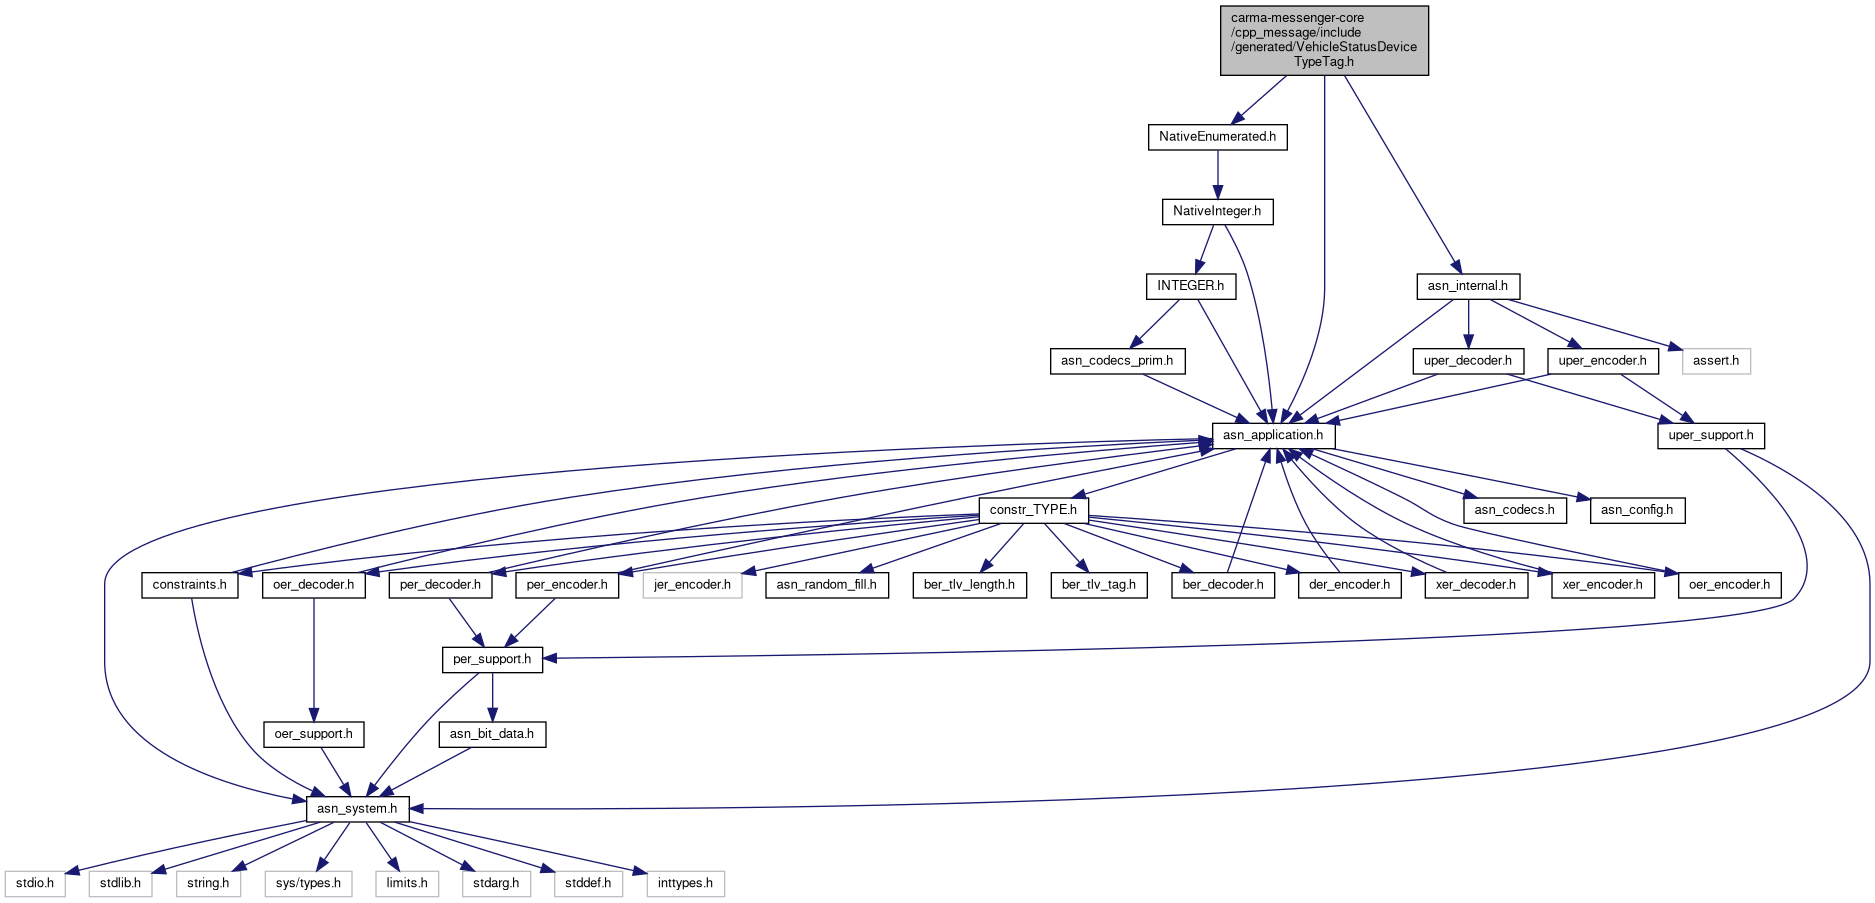 carma-messenger-core
/cpp_message/include
/generated/VehicleStatusDevice
TypeTag.h
NativeEnumerated.h
NativeInteger.h
INTEGER.h
asn_internal.h
asn_codecs_prim.h
uper_decoder.h
uper_encoder.h
assert.h
asn_application.h
uper_support.h
constr_TYPE.h
asn_codecs.h
asn_config.h
constraints.h
oer_decoder.h
per_decoder.h
per_encoder.h
jer_encoder.h
asn_random_fill.h
ber_tlv_length.h
ber_tlv_tag.h
ber_decoder.h
der_encoder.h
xer_decoder.h
xer_encoder.h
oer_encoder.h
per_support.h
oer_support.h
asn_bit_data.h
asn_system.h
stdio.h
stdlib.h
string.h
sys/types.h
limits.h
stdarg.h
stddef.h
inttypes.h